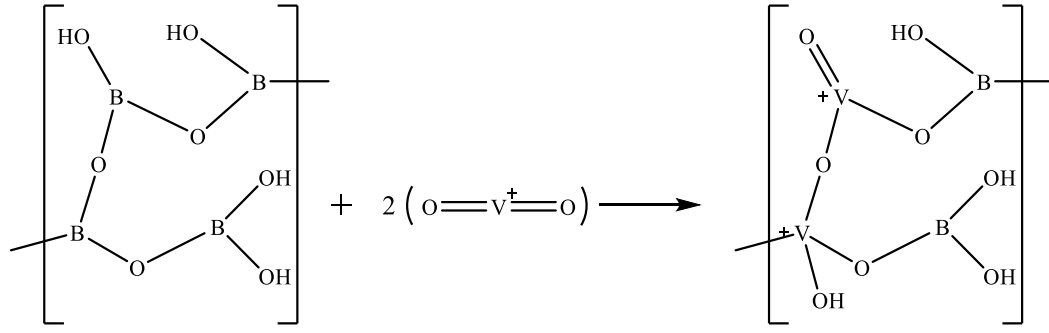 HO HO O HO
B B +V B
O O
O O
OH OH
+ 2 ( O V+ O )
B B +V B
O OH O OH
OH